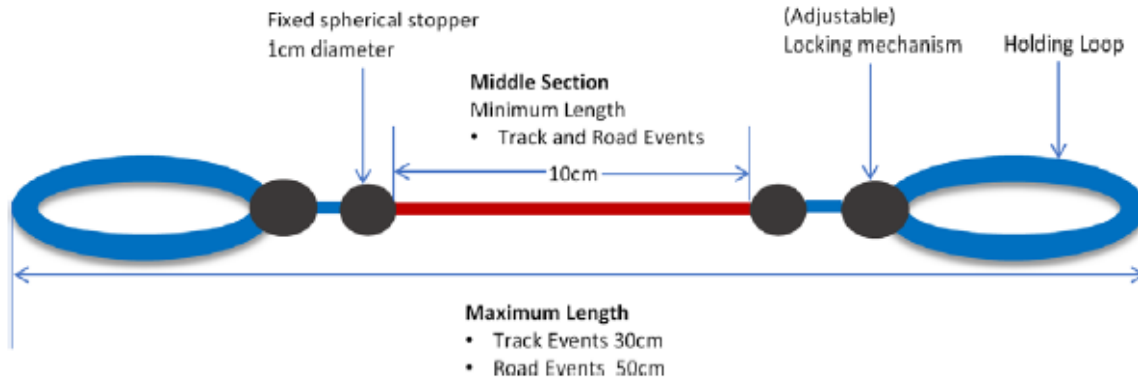 Fixed spherical stopper
1cm diameter
(Adjustable)
Locking mechanism
Holding Loop
Middle Section
Minimum Length
• Track and Road Events
10cm
Maximum Length
• Track Events 30cm
• Road Events 50cm